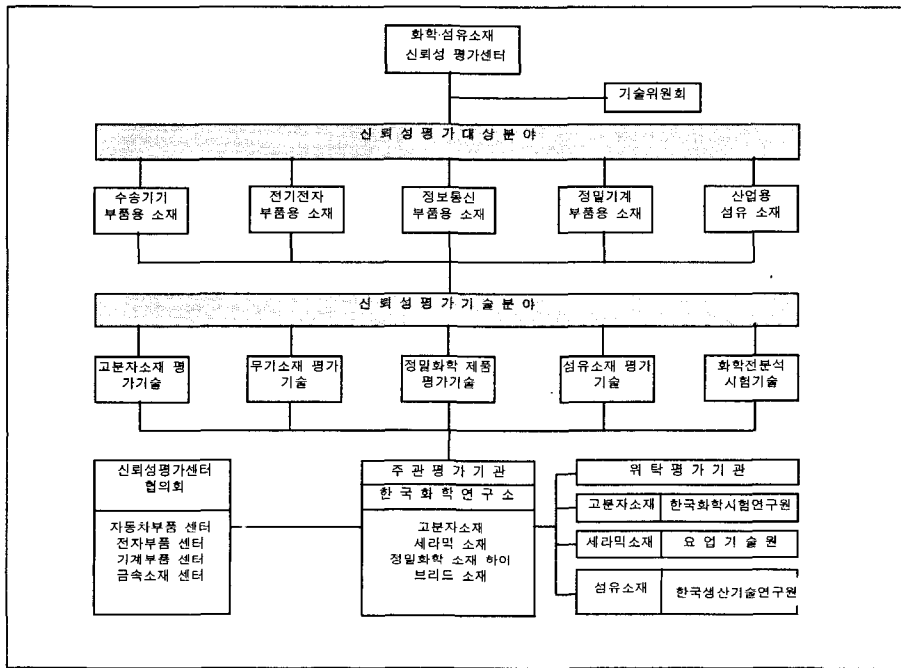 화학·섬유소재
신뢰성 평가센터
기술위원회
신 뢰 성 평 가 대 상 분 야
수송기기
부품용 소재
전기전자
부품용 소재
정보통신
부품용 소재
정밀기계
부품용 소재
산업용
섬유 소재
신 뢰 성 평 가 기 술 분 야
고분자소재 평
가기술
무기소재 평가
기술
정밀화학 제품
평가기술
섬유소재 평가
기술
화학전분석
시험기술
신뢰성평가센터
협의회
자동차부품 센터
전자부품 센터
기계부품 센터
금속소재 센터
주 관 평 가 기 관
한 국 화 학 연 구 소
고분자소재
세라믹 소재
정밀화학 소재 하이
브리드 소재
위 탁 평 가 기 관
고분자소재 한국화학시험연구원
세라믹소재 요 업 기 술 원
섬유소재 한국생산기술연구원